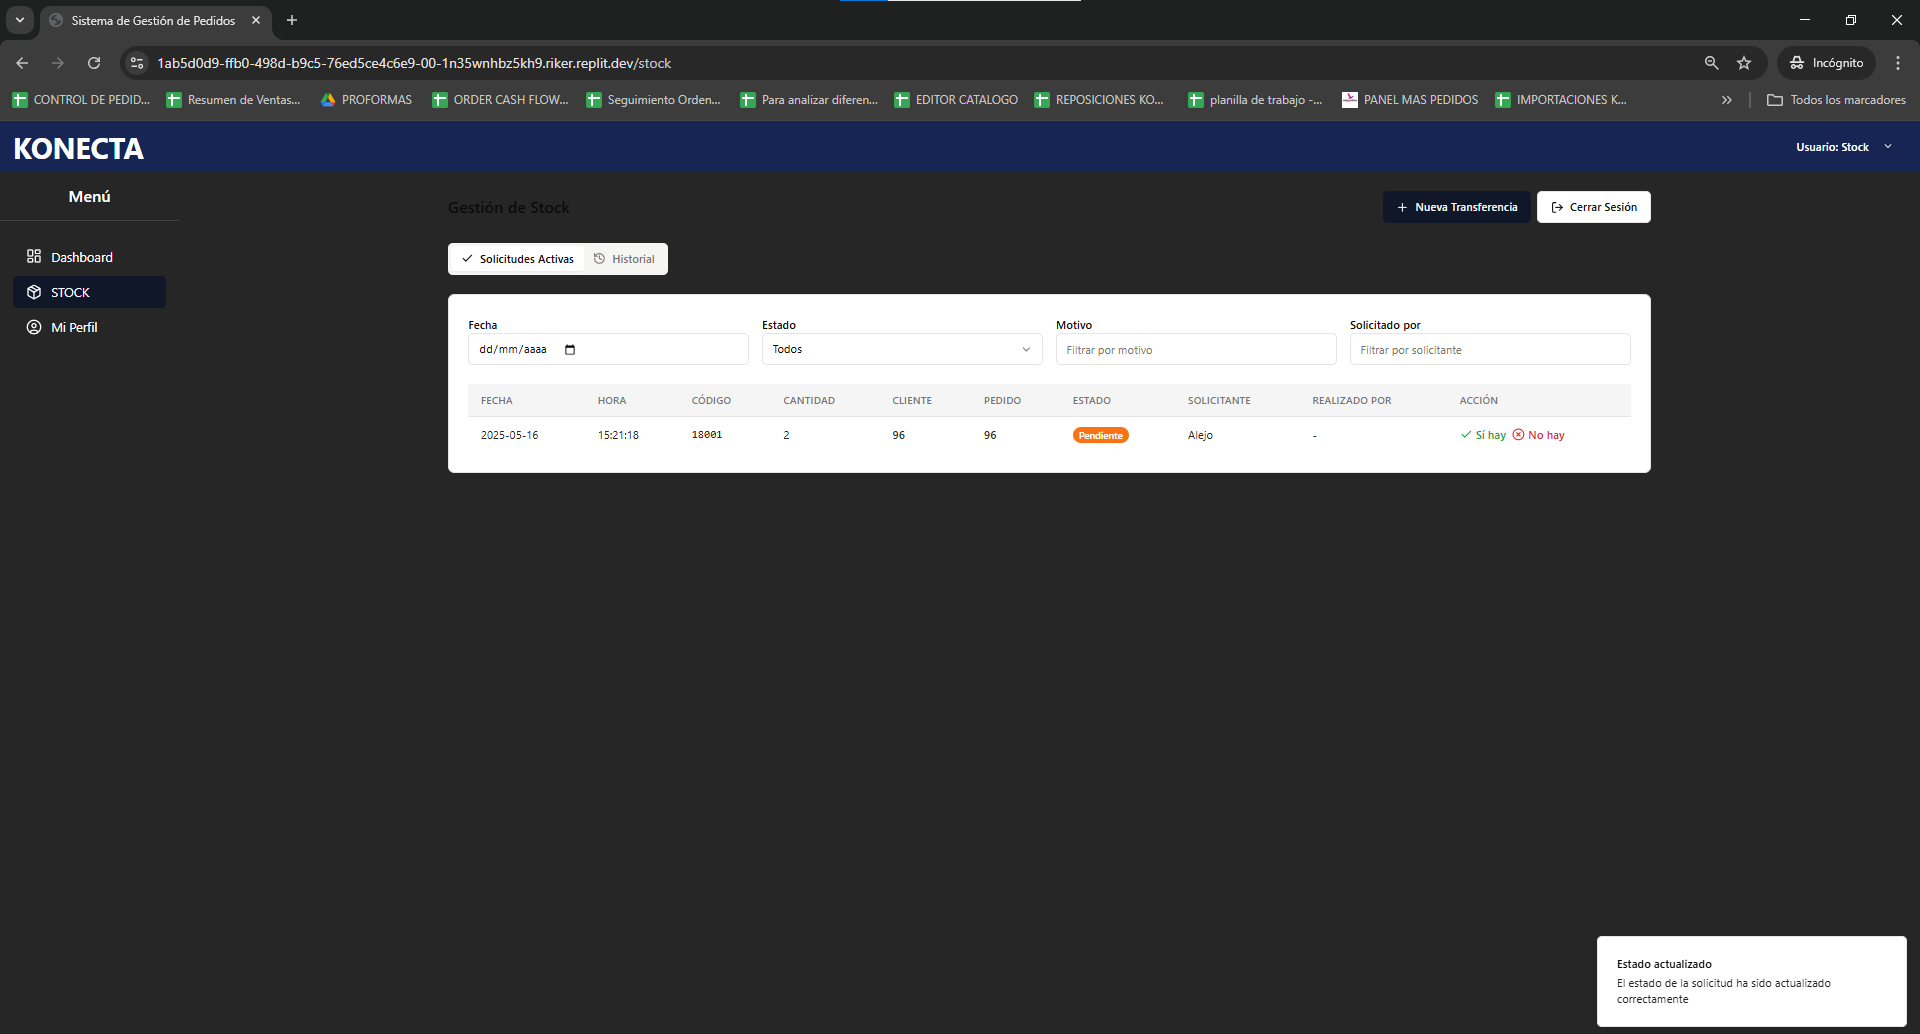 Sistema de Gestión de Pedidos
1ab5d0d9-ffb0-498d-b9c5-76ed5ce4c6e9-00-1n35wnhbz5kh9.riker.replit.dev/stock
Incógnito
CONTROL DE PEDID...
Resumen de Ventas...
PROFORMAS
ORDER CASH FLOW...
Seguimiento Orden...
Para analizar diferen...
EDITOR CATALOGO
REPOSICIONES KO...
planilla de trabajo -...
PANEL MAS PEDIDOS
IMPORTACIONES K...
Todos los marcadores
KONECTA
Usuario: Stock
Menú
Dashboard
STOCK
Mi Perfil
Gestión de Stock
Nueva Transferencia
Cerrar Sesión
Solicitudes Activas
Historial
Fecha
Estado
Motivo
Solicitado por
dd/mm/aaaa
Todos
Filtrar por motivo
Filtrar por solicitante
FECHA HORA CÓDIGO CANTIDAD CLIENTE PEDIDO ESTADO SOLICITANTE REALIZADO POR ACCIÓN
2025-05-16 15:21:18 18001 2 96 96 Pendiente Alejo - Sí hay No hay
Estado actualizado
El estado de la solicitud ha sido actualizado
correctamente